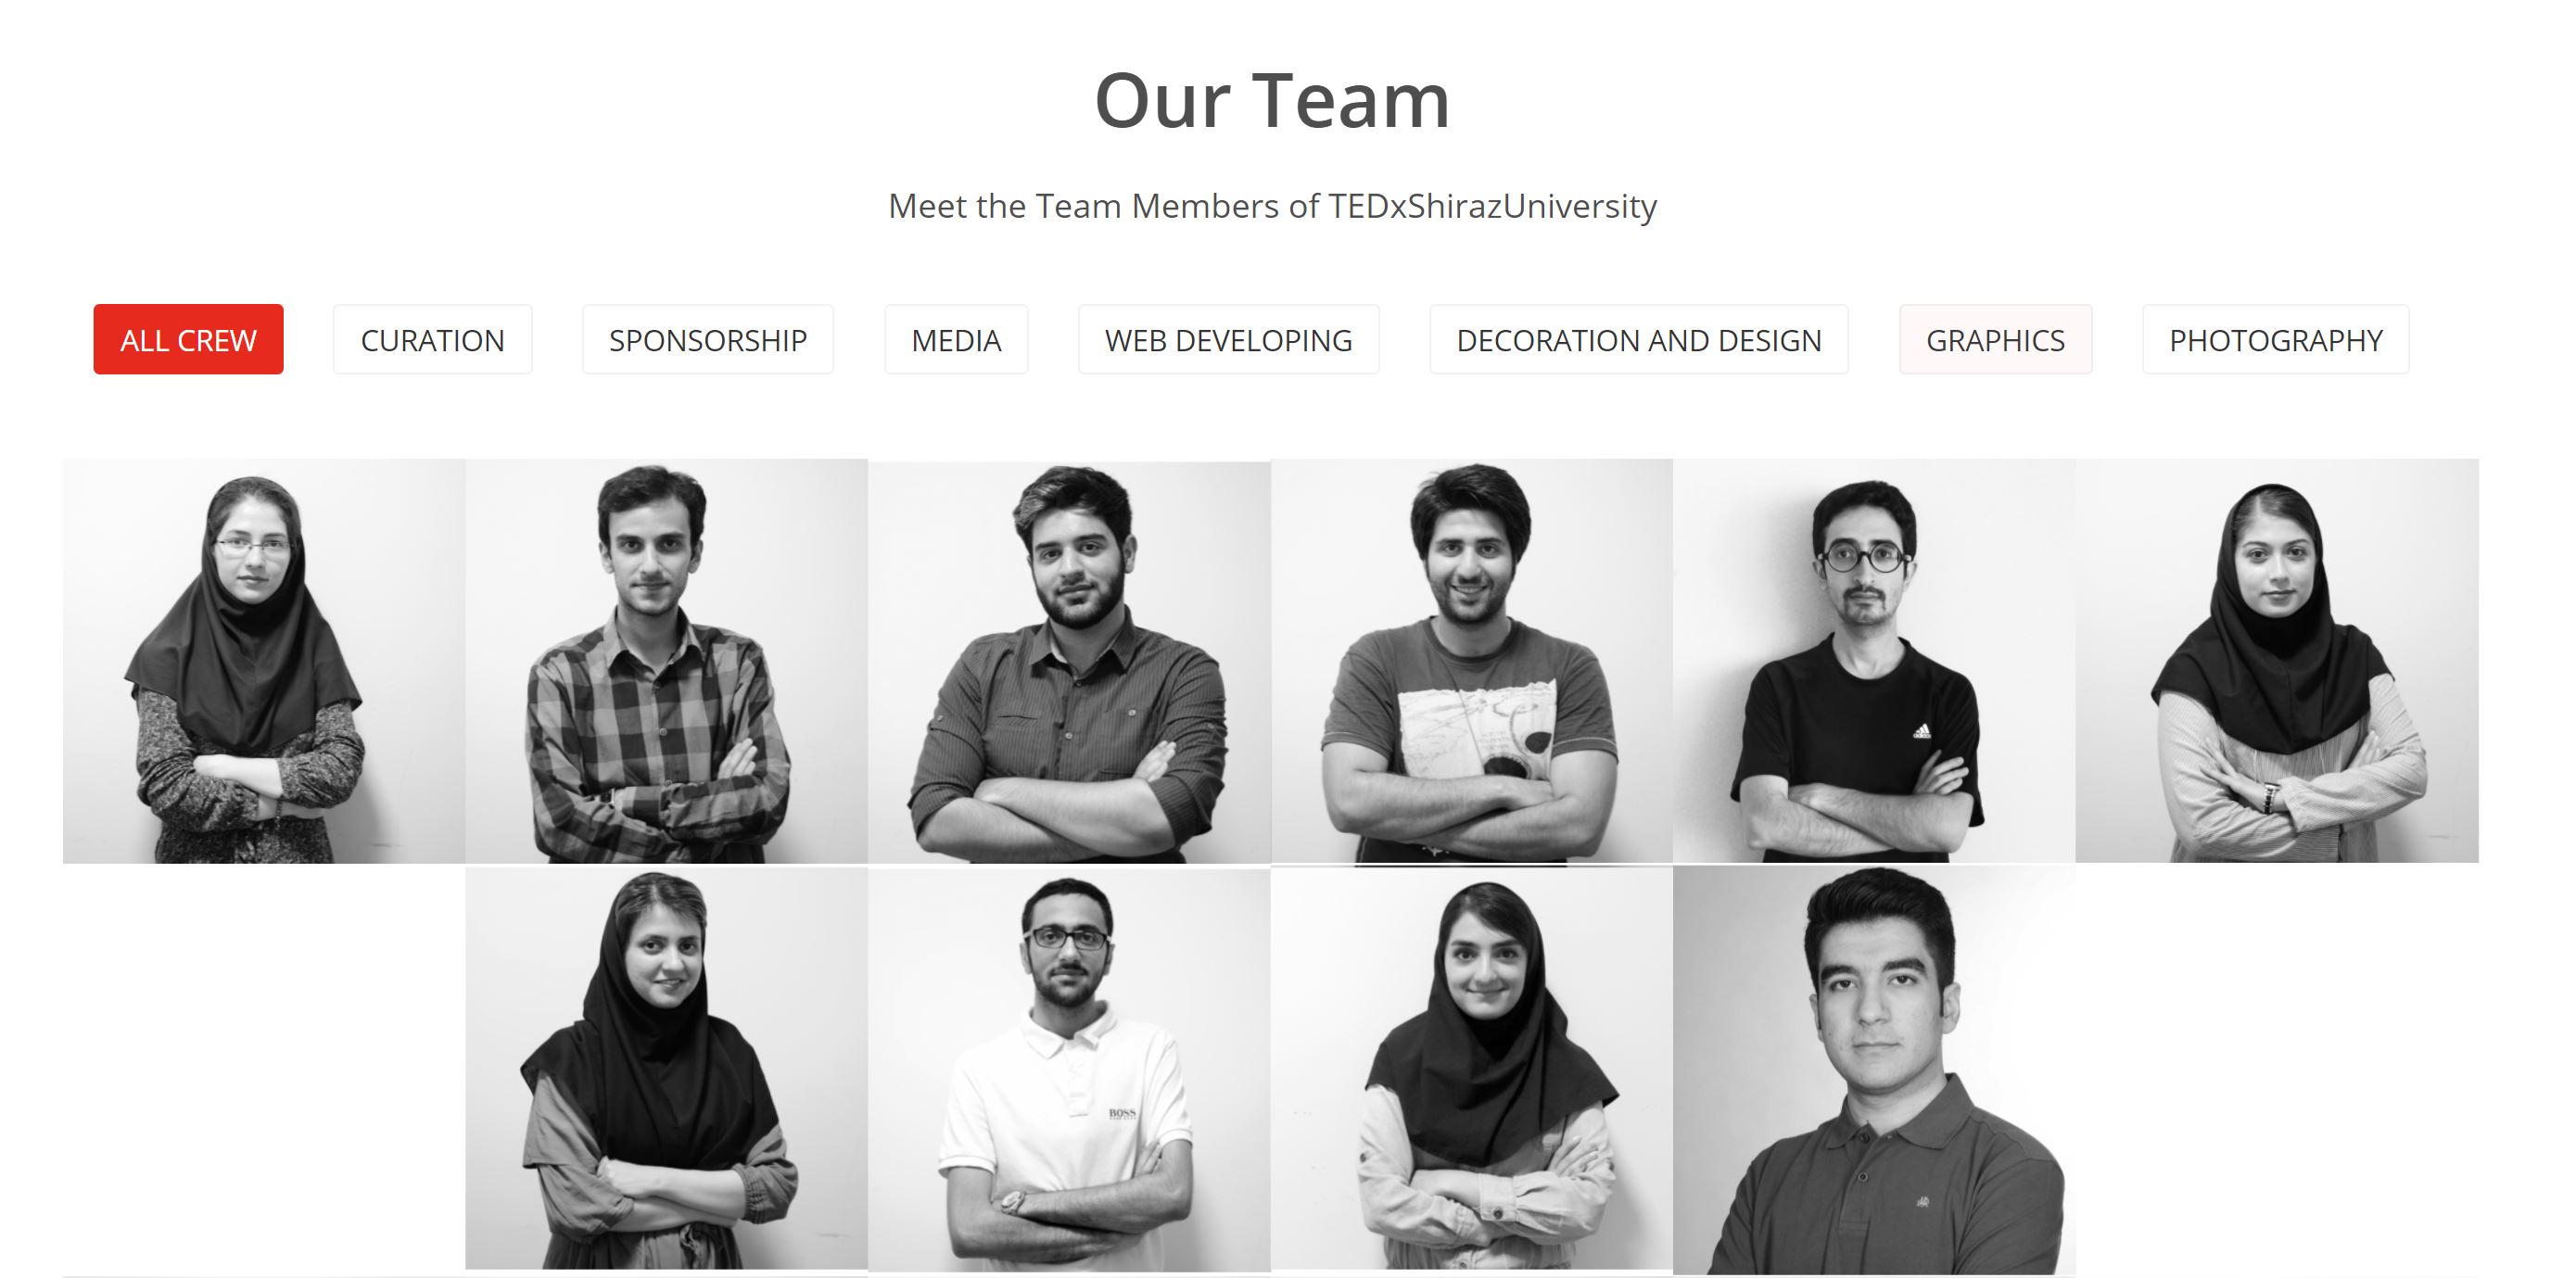 Our Team
Meet the Team Members of TEDxShirazUniversity
ALL CREW CURATION SPONSORSHIP MEDIA WEB DEVELOPING DECORATION AND DESIGN GRAPHICS PHOTOGRAPHY
adidas
BOSS